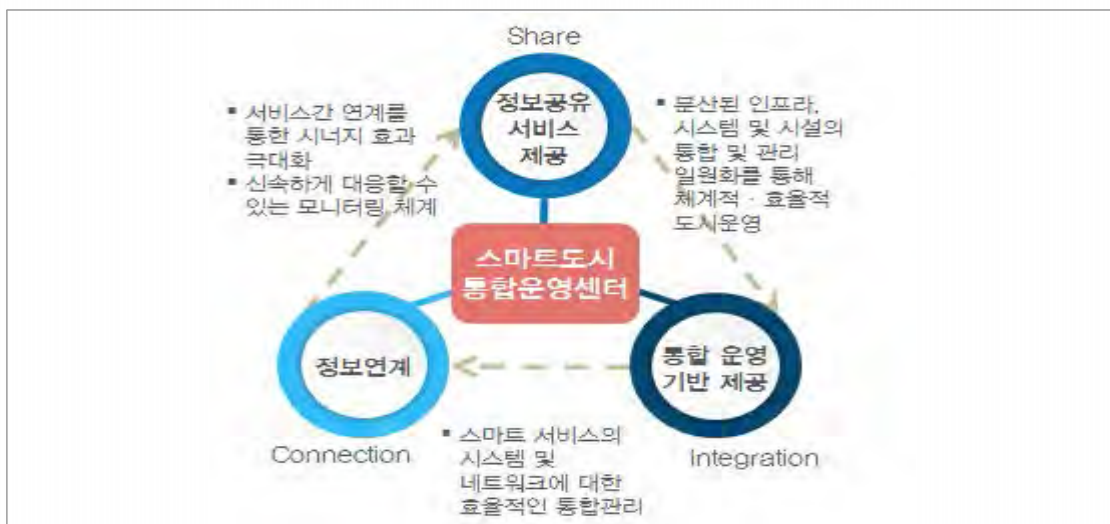 Share
정보공유
서비스
제공
▪ 서비스간 연계를
통한 시너지 효과
극대화
▪ 신속하게 대응할 수
있는 모니터링 체계
▪ 분산된 인프라,
시스템 및 시설의
통합 및 관리
일원화를 통해
체계적 · 효율적
도시운영
스마트도시
통합운영센터
정보연계
Connection
통합 운영
기반 제공
Integration
▪ 스마트 서비스의
시스템 및
네트워크에 대한
효율적인 통합관리